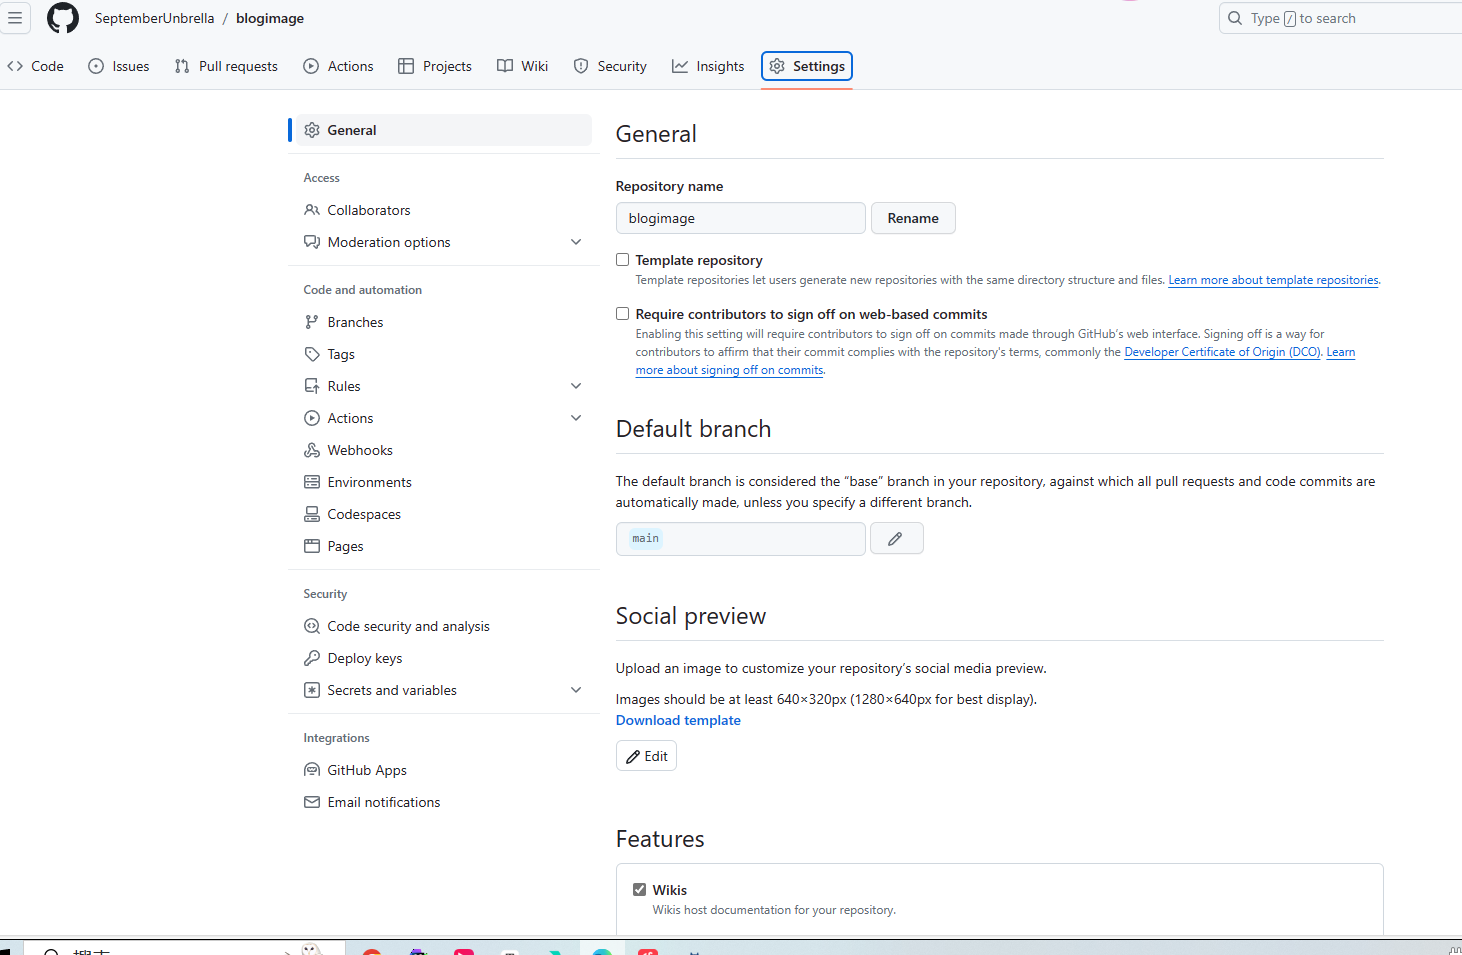 SeptemberUnbrella / blogimage
Type / to search
Code
Issues
Pull requests
Actions
Projects
Wiki
Security
Insights
Settings
General
Access
Collaborators
Moderation options
Code and automation
Branches
Tags
Rules
Actions
Webhooks
Environments
Codespaces
Pages
Security
Code security and analysis
Deploy keys
Secrets and variables
Integrations
GitHub Apps
Email notifications
General
Repository name
blogimage
Rename
Template repository
Template repositories let users generate new repositories with the same directory structure and files. Learn more about template repositories.
Require contributors to sign off on web-based commits
Enabling this setting will require contributors to sign off on commits made through GitHub's web interface. Signing off is a way for
contributors to affirm that their commit complies with the repository's terms, commonly the Developer Certificate of Origin (DCO). Learn
more about signing off on commits.
Default branch
The default branch is considered the “base” branch in your repository, against which all pull requests and code commits are
automatically made, unless you specify a different branch.
main
Social preview
Upload an image to customize your repository’s social media preview.
Images should be at least 640×320px (1280×640px for best display).
Download template
Edit
Features
Wikis
Wikis host documentation for your repository.